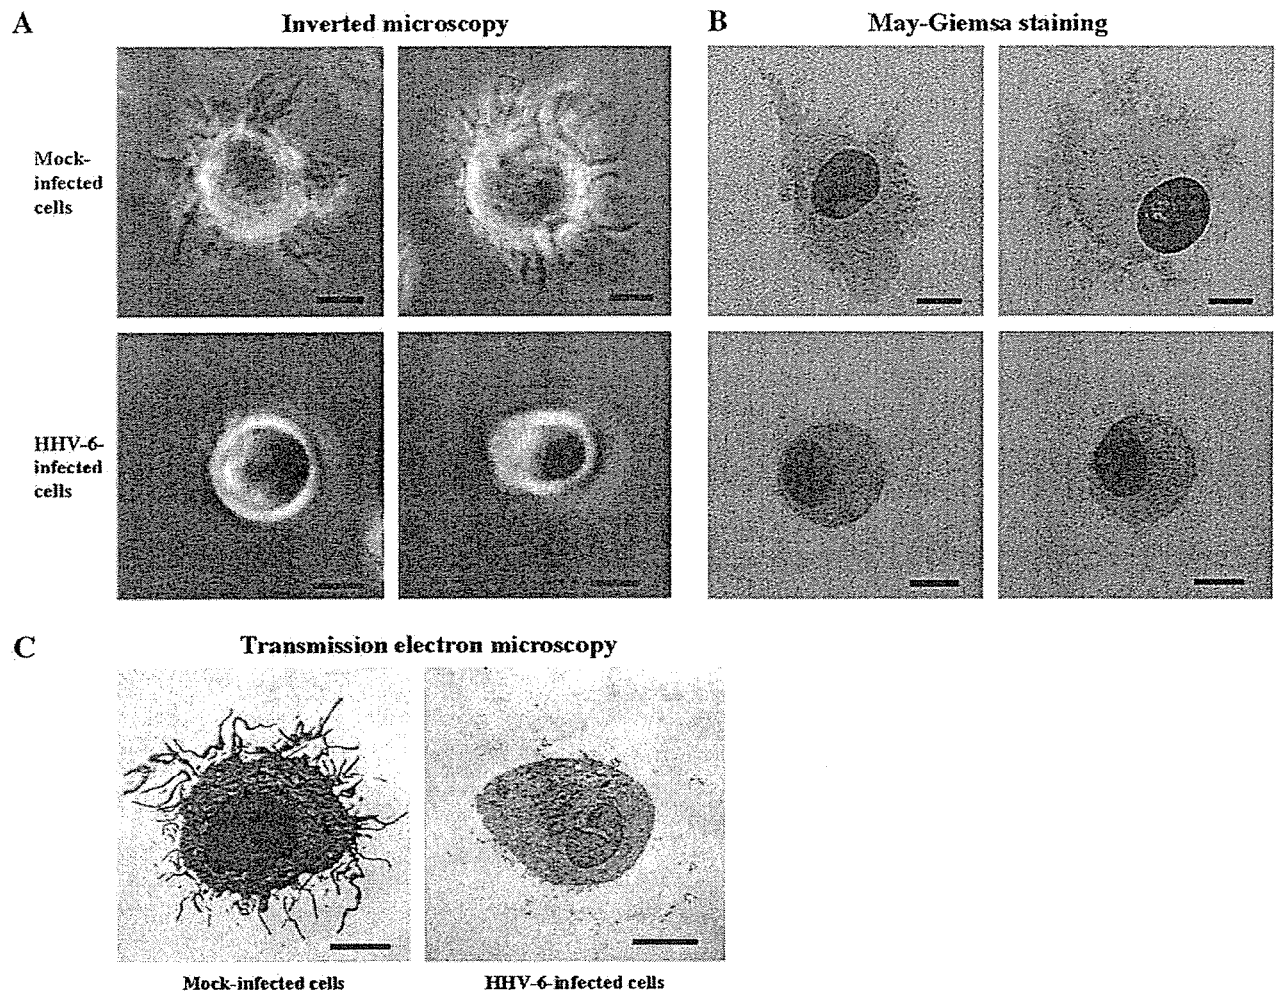 A
Inverted microscopy
B
May-Giemsa staining
Mock-
infected
cells
HHV-6-
infected
cells
C
Transmission electron microscopy
Mock-infected cells
HHV-6-infected cells